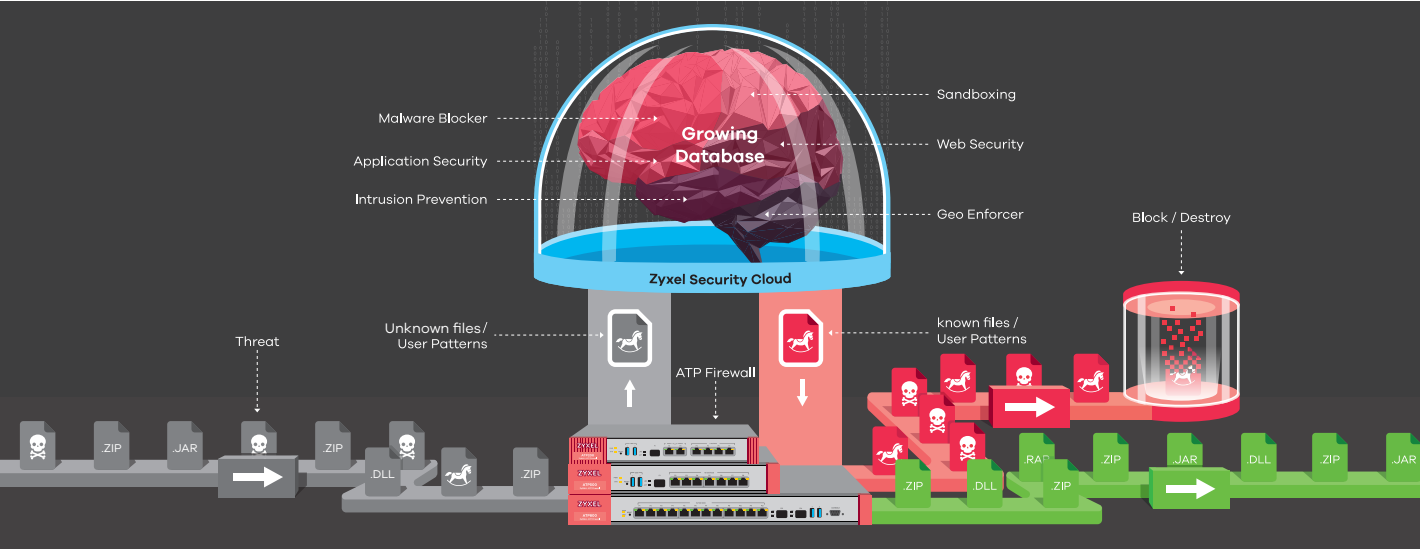 Malware Blocker
Application Security
Intrusion Prevention
Growing
Database
Sandboxing
Web Security
Geo Enforcer
Zyxel Security Cloud
Block / Destroy
Threat
Unknown files/
User Patterns
known files /
User Patterns
ATP Firewall
.ZIP
.JAR
.ZIP
.DLL
.ZIP
ZYXEL
ZYXEL
ZYXEL
.RAR
.ZIP
.JAR
.DLL
.ZIP
.JAR
.ZIP
.DLL
.ZIP